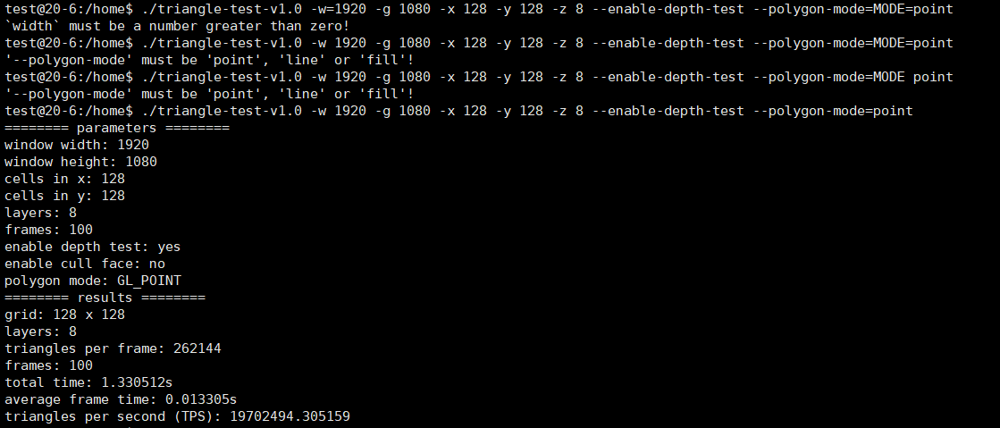 test@20-6:/home$ ./triangle-test-v1.0 -w=1920 -g 1080 -x 128 -y 128 -z 8 --enable-depth-test --polygon-mode=MODE=point
`width` must be a number greater than zero!
test@20-6:/home$ ./triangle-test-v1.0 -w 1920 -g 1080 -x 128 -y 128 -z 8 --enable-depth-test --polygon-mode=MODE=point
'--polygon-mode' must be 'point', 'line' or 'fill'!
test@20-6:/home$ ./triangle-test-v1.0 -w 1920 -g 1080 -x 128 -y 128 -z 8 --enable-depth-test --polygon-mode=MODE point
'--polygon-mode' must be 'point', 'line' or 'fill'!
test@20-6:/home$ ./triangle-test-v1.0 -w 1920 -g 1080 -x 128 -y 128 -z 8 --enable-depth-test --polygon-mode=point
======== parameters ========
window width: 1920
window height: 1080
cells in x: 128
cells in y: 128
layers: 8
frames: 100
enable depth test: yes
enable cull face: no
polygon mode: GL_POINT
======== results ========
grid: 128 x 128
layers: 8
triangles per frame: 262144
frames: 100
total time: 1.330512s
average frame time: 0.013305s
triangles per second (TPS): 19702494.305159